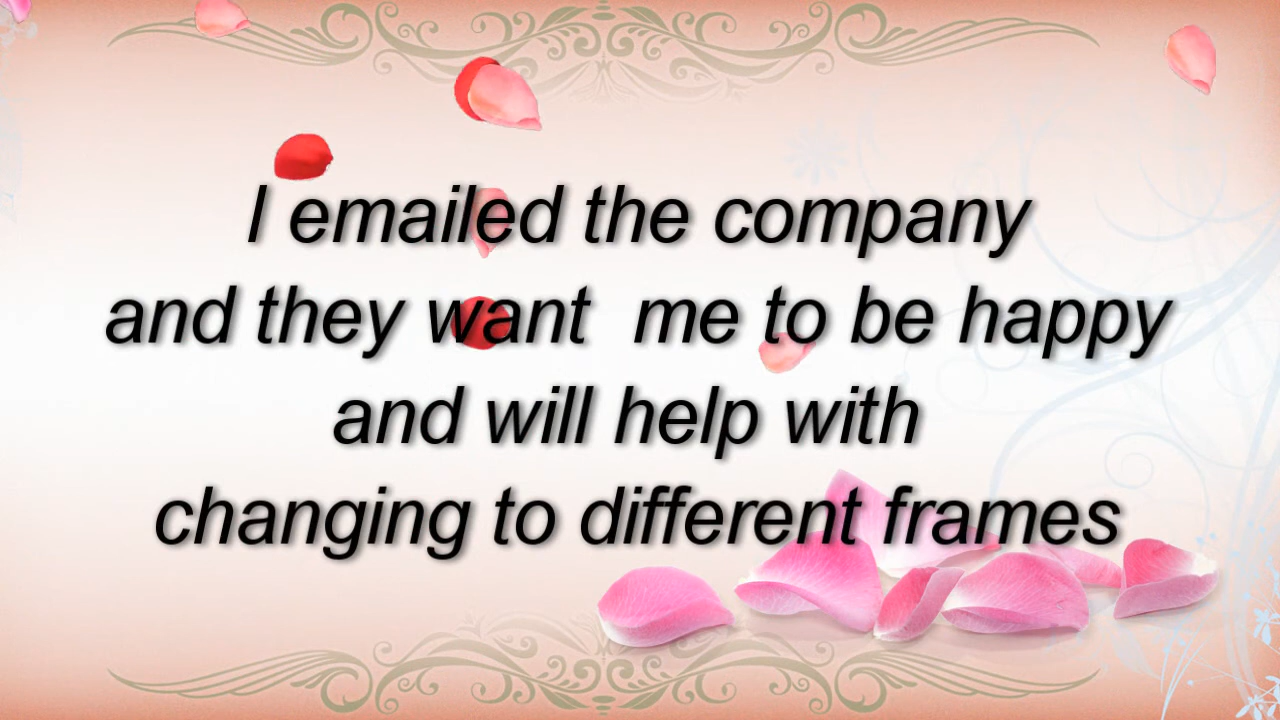 I emailed the company
and they want  me to be happy
and will help with
changing to different frames